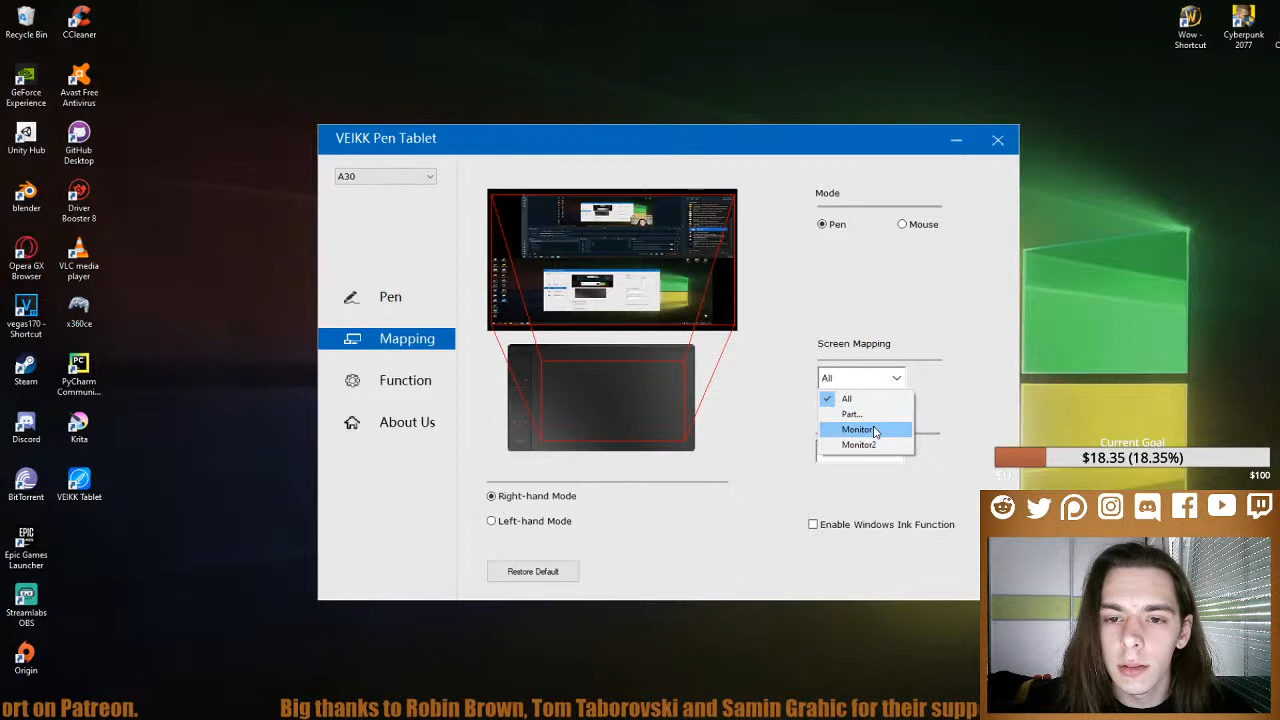 Recycle Bin
CCleaner
Wow - Shortcut
Cyberpunk 2077
GeForce Experience
Avast Free Antivirus
Unity Hub
GitHub Desktop
blender
Driver Booster 8
Opera GX Browser
VLC media player
vegas170 - Shortcut
x360ce
Steam
PyCharm Communi...
Discord
Krita
BitTorrent
VEIKK Tablet
Epic Games Launcher
Streamlabs OBS
Origin
VEIKK Pen Tablet
A30
Pen
Mapping
Function
About Us
Mode
Pen
Mouse
Screen Mapping
All
All
Part...
Monitor
Monitor2
Right-hand Mode
Left-hand Mode
Enable Windows Ink Function
Restore Default
Current Goal
$18.35 (18.35%)
$0
$100
ort on Patreon.
Big thanks to Robin Brown, Tom Taborovski and Samin Grahic for their supp